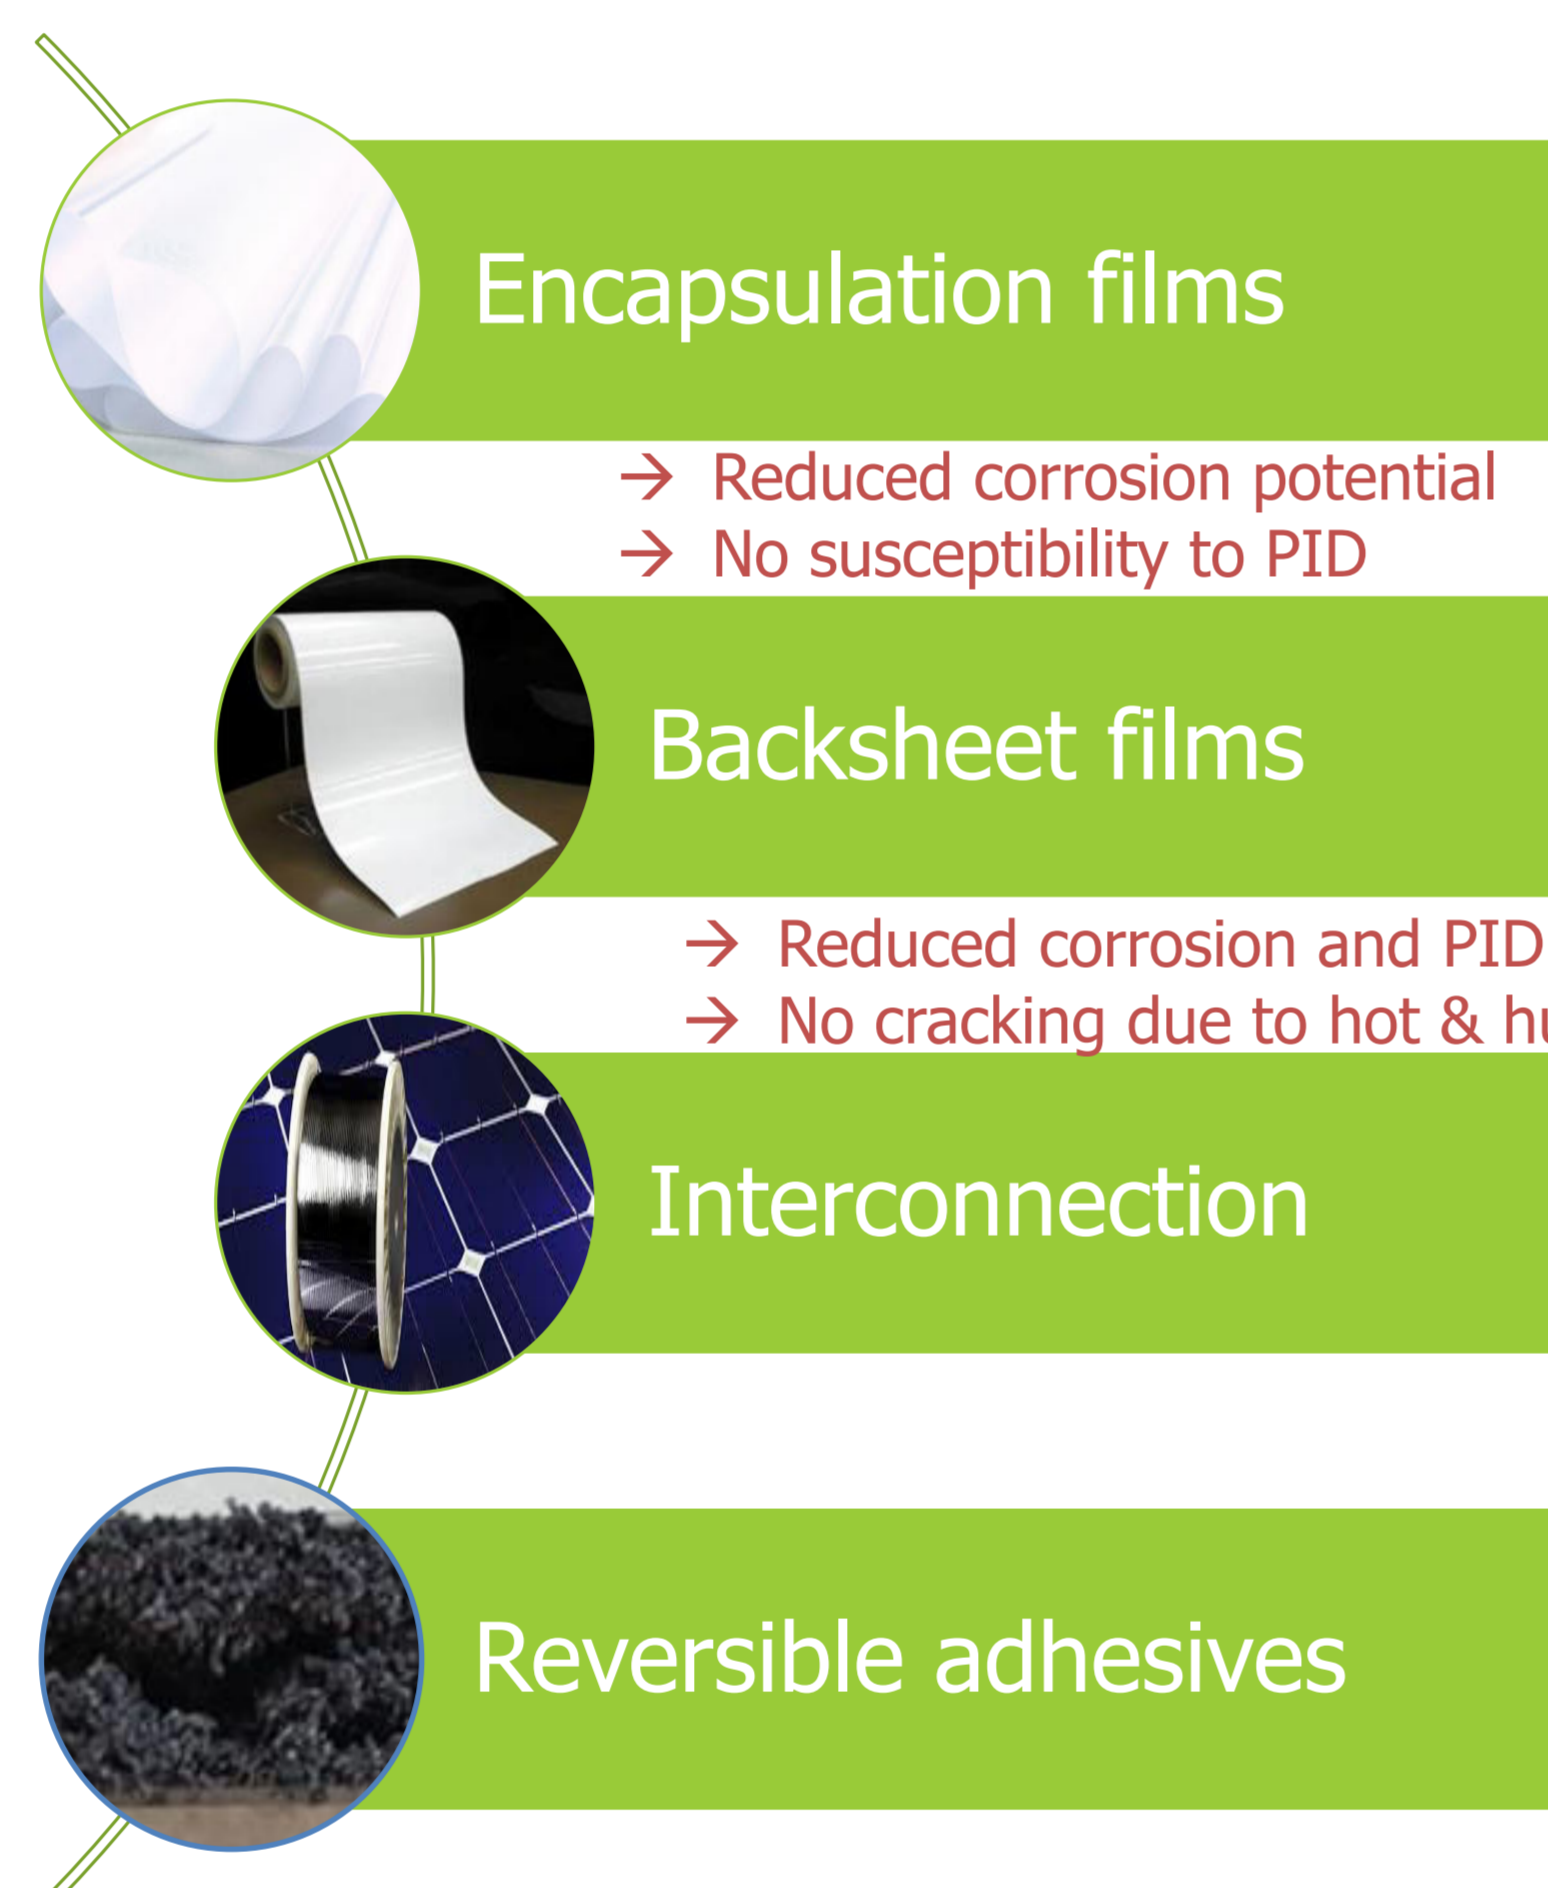 Encapsulation films
→ Reduced corrosion potential
→ No susceptibility to PID
Backsheet films
→ Reduced corrosion and PID
→ No cracking due to hot &
Interconnection
Reversible adhesives